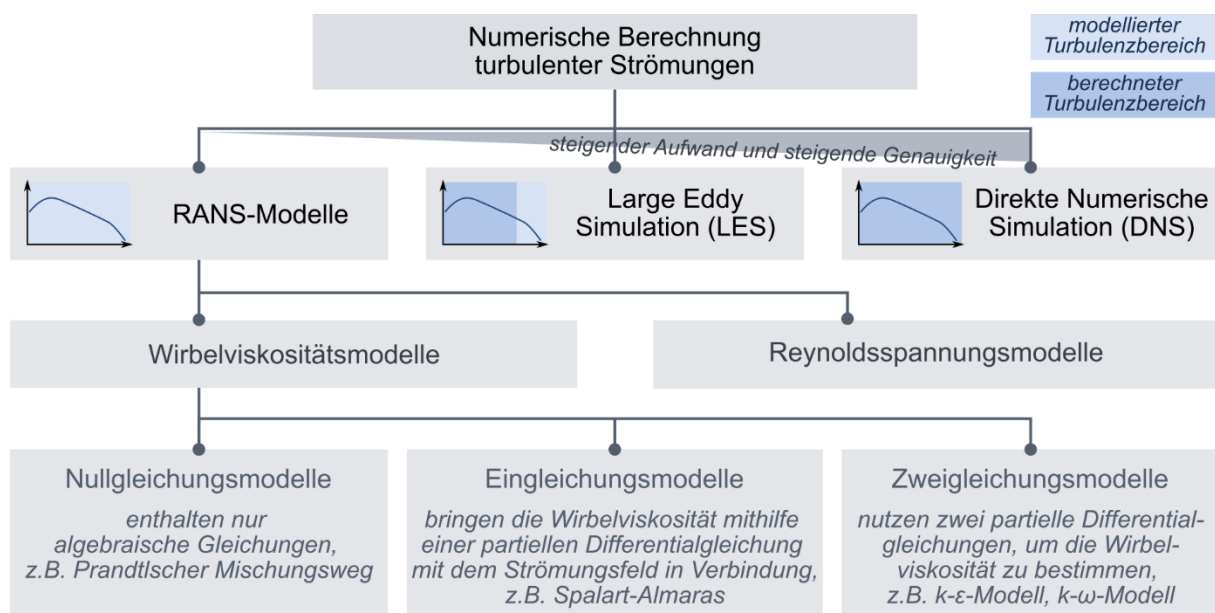 Numerische Berechnung
turbulenter Strömungen
modellierter
Turbulenzbereich
berechneter
Turbulenzbereich
steigender Aufwand und steigende Genauigkeit
RANS-Modelle
Large Eddy
Simulation (LES)
Direkte Numerische
Simulation (DNS)
Wirbelviskositätsmodelle
Reynoldsspannungsmodelle
Nullgleichungsmodelle
enthalten nur
algebraische Gleichungen,
z.B. Prandtlscher Mischungsweg
Eingleichungsmodelle
bringen die Wirbelviskosität mithilfe
einer partiellen Differentialgleichung
mit dem Strömungsfeld in Verbindung,
z.B. Spalart-Almaras
Zweigleichungsmodelle
nutzen zwei partielle Differential-
gleichungen, um die Wirbel-
viskosität zu bestimmen,
z.B. k-ε-Modell, k-ω-Modell